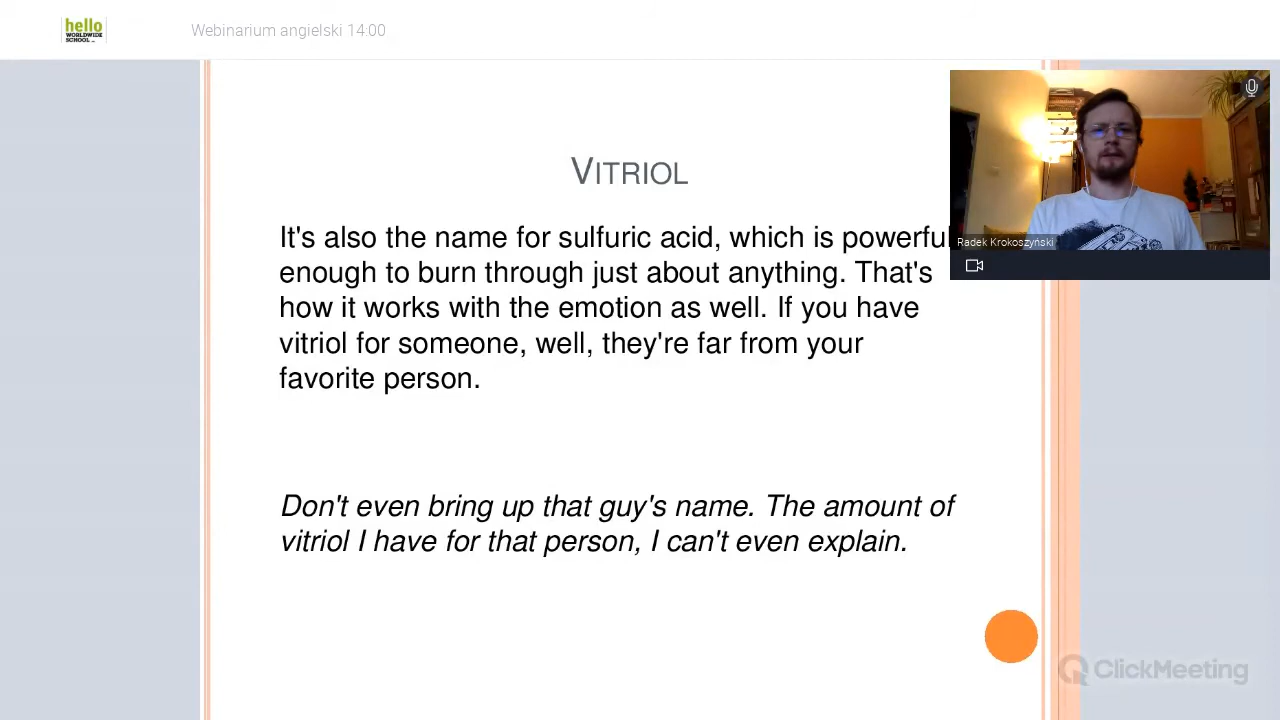 hello
WORLDWIDE
SCHOOL
Webinarium angielski 14:00
VITRIOL
It's also the name for sulfuric acid, which is powerful
enough to burn through just about anything. That's
how it works with the emotion as well. If you have
vitriol for someone, well, they're far from your
favorite person.
Don't even bring up that guy's name. The amount of
vitriol I have for that person, I can't even explain.
Radek Krokoszyński
ClickMeeting